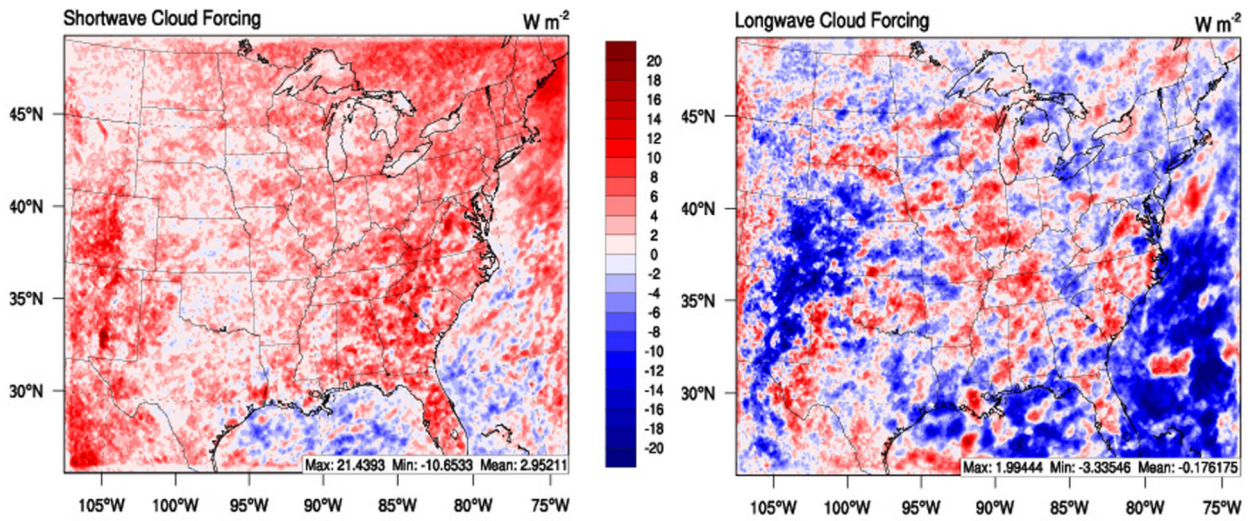 Shortwave Cloud Forcing W m-2
45°N
40°N
35°N
30°N
Max: 21.4393 Min: -10.6533 Mean: 2.95211
105°W 100°W 95°W 90°W 85°W 80°W 75°W
20
18
16
14
12
10
8
6
4
2
0
-2
-4
-6
-8
-10
-12
-14
-16
-18
-20
Longwave Cloud Forcing W m-2
45°N
40°N
35°N
30°N
Max: 1.99444 Min: -3.33546 Mean: -0.176175
105°W 100°W 95°W 90°W 85°W 80°W 75°W